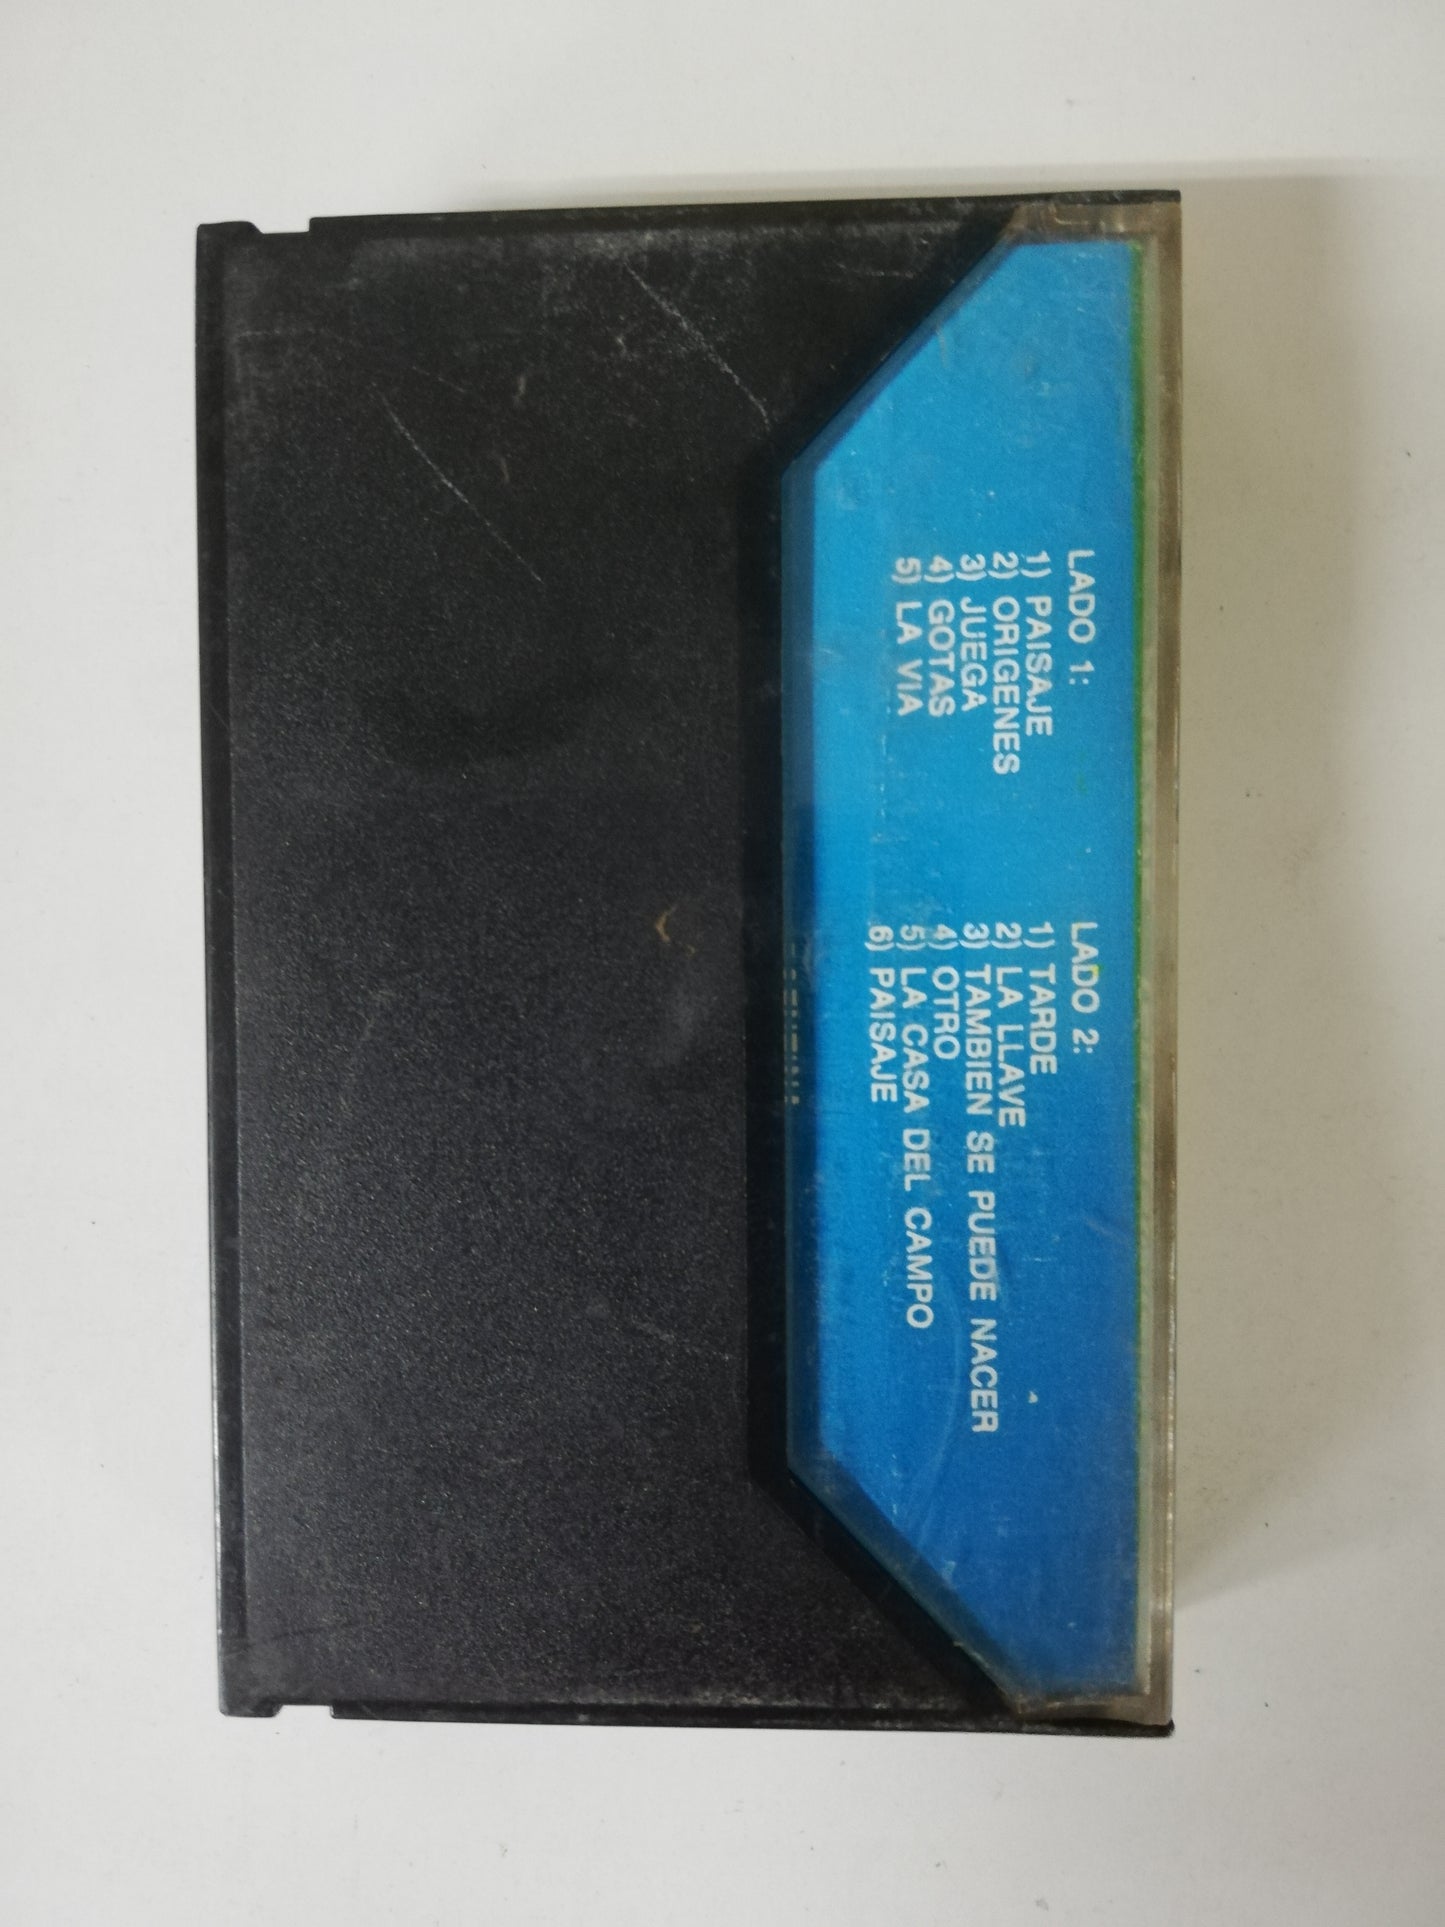 LADO 1:
1) PAISAJE
2) ORIGENES
3) JUEGA
4) GOTAS
5) LA VIA
LADO 2:
1) TARDE
2) LA LLAVE
3) TAMBIEN SE PUEDE NACER
4) OTRO
5) LA CASA DEL CAMPO
6) PAISAJE